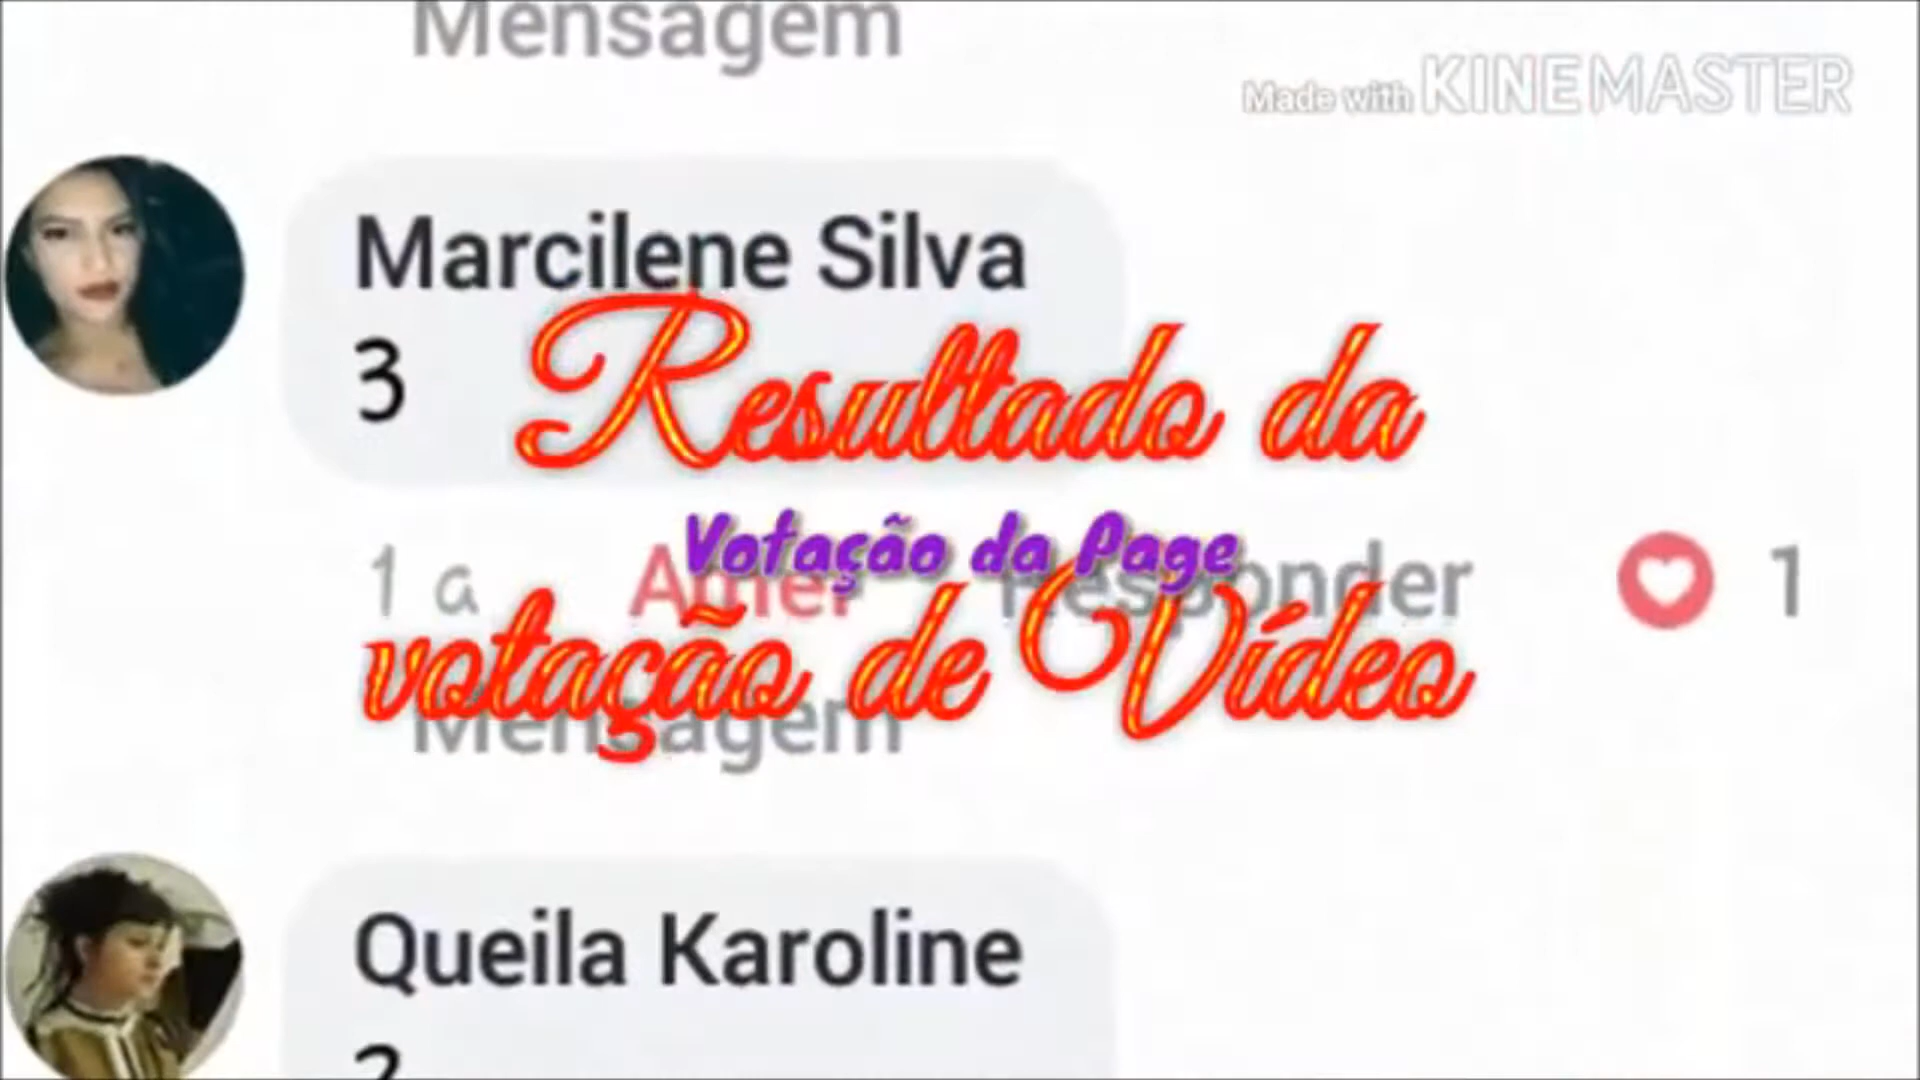 Mensagem
Made with KINEMASTER
Marcilene Silva
3
Resultado da
Votação da Page
1 a Amei Responder 1
votação de Vídeo
Mensagem
Queila Karoline